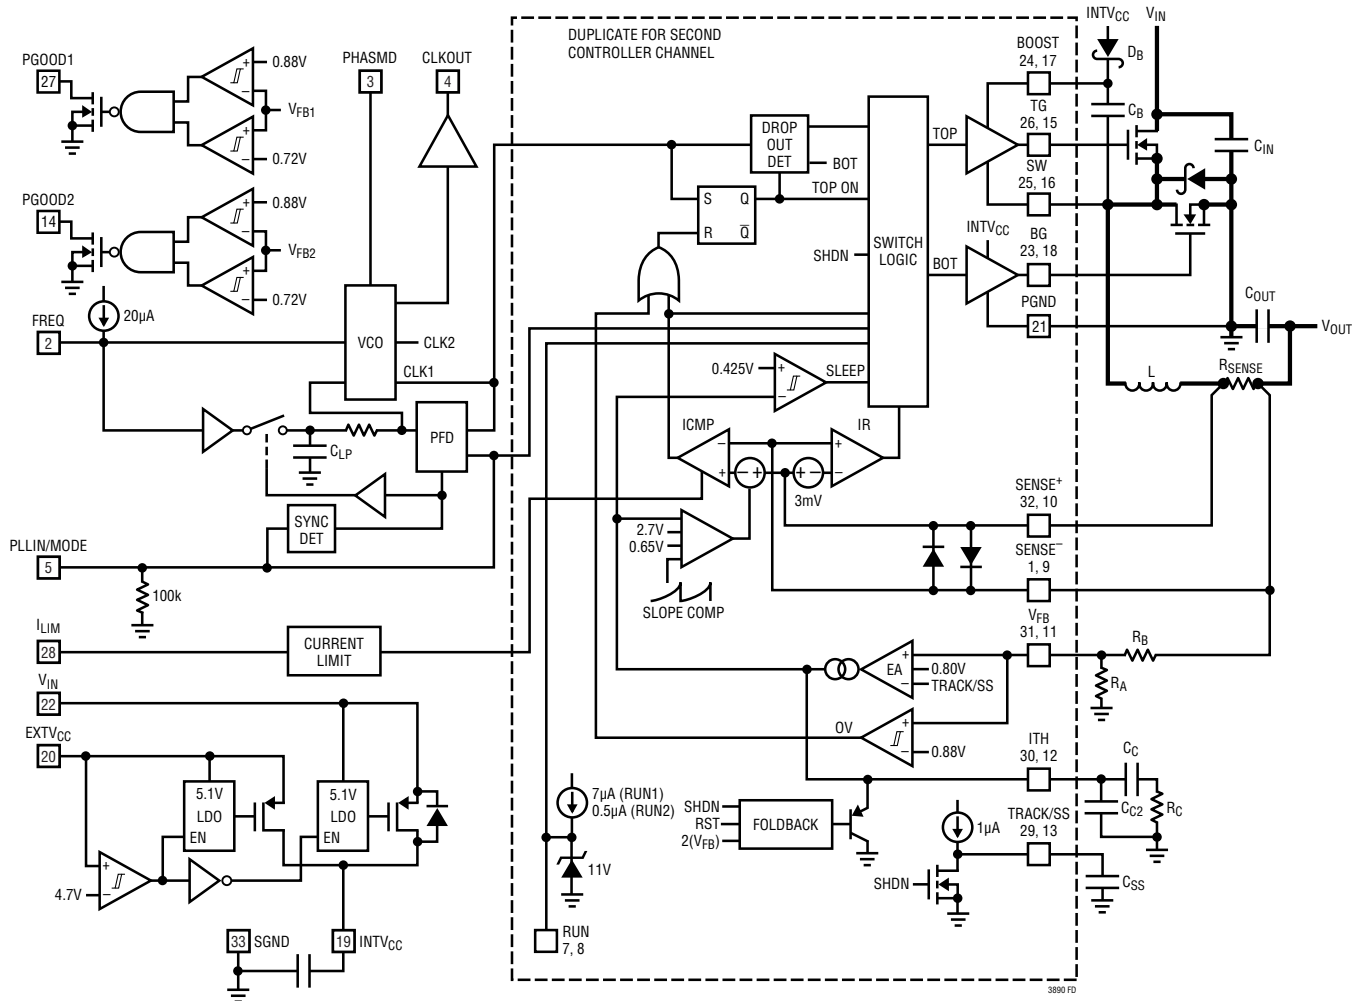 DUPLICATE FOR SECOND
CONTROLLER CHANNEL
INTVCC
VIN
DB
BOOST
24, 17
CB
TG
26, 15
CIN
SW
25, 16
BG
23, 18
PGND
21
COUT
VOUT
L
RSENSE
PGOOD1
27
+
−
0.88V
VFB1
+
−
0.72V
PGOOD2
14
+
−
0.88V
VFB2
+
−
0.72V
PHASMD
3
CLKOUT
4
FREQ
2
20µA
VCO
CLK2
CLK1
CLP
PFD
SYNC
DET
PLLIN/MODE
5
100k
ILIM
28
CURRENT
LIMIT
VIN
22
EXTVCC
20
5.1V
LDO
EN
5.1V
LDO
EN
4.7V
+
−
33
SGND
19
INTVCC
DROP
OUT
DET
BOT
TOP ON
S
Q
R
Q̅
SHDN
SWITCH
LOGIC
TOP
INTVCC
BOT
0.425V
+
−
SLEEP
ICMP
−
+
− +
+ −
3mV
IR
+
−
2.7V
0.65V
SLOPE COMP
SENSE+
32, 10
SENSE−
1, 9
VFB
31, 11
RB
RA
EA
+
0.80V
−
TRACK/SS
OV
+
−
0.88V
ITH
30, 12
CC
CC2
RC
7µA (RUN1)
0.5µA (RUN2)
11V
RUN
7, 8
SHDN
RST
2(VFB)
FOLDBACK
1µA
SHDN
TRACK/SS
29, 13
CSS
3890 FD